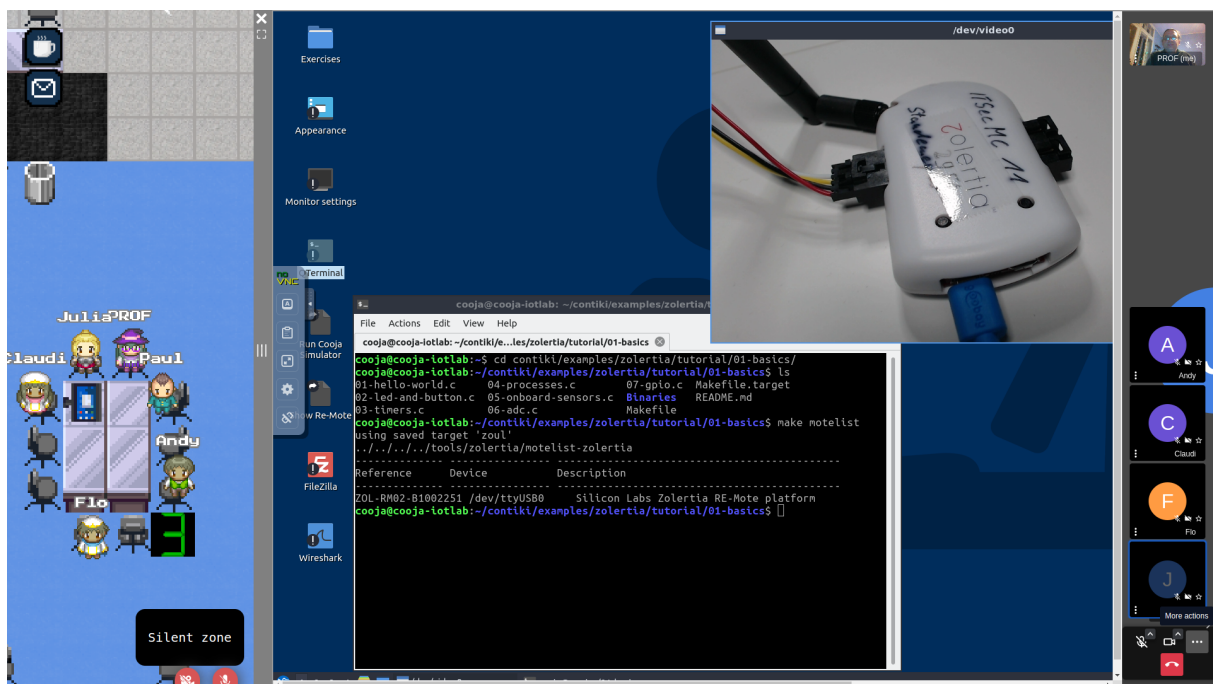 JuliaPROF
Claudi
Paul
Andy
Flo
3
Silent zone
Exercises
Appearance
Monitor settings
Terminal
noVNC
Run Cooja
Simulator
Show Re-Mote
FileZilla
Wireshark
cooja@cooja-iotlab: ~/contiki/examples/zolertia/t
File Actions Edit View Help
cooja@cooja-iotlab: ~/contiki/e...les/zolertia/tutorial/01-basics
cooja@cooja-iotlab:~$ cd contiki/examples/zolertia/tutorial/01-basics/
cooja@cooja-iotlab:~/contiki/examples/zolertia/tutorial/01-basics$ ls
01-hello-world.c 04-processes.c 07-gpio.c Makefile.target
02-led-and-button.c 05-onboard-sensors.c Binaries README.md
03-timers.c 06-adc.c Makefile
cooja@cooja-iotlab:~/contiki/examples/zolertia/tutorial/01-basics$ make motelist
using saved target 'zoul'
../../../../tools/zolertia/motelist-zolertia
-------------- ---------------- ---------------------------------------------
Reference Device Description
-------------- ---------------- ---------------------------------------------
ZOL-RM02-B1002251 /dev/ttyUSB0 Silicon Labs Zolertia RE-Mote platform
cooja@cooja-iotlab:~/contiki/examples/zolertia/tutorial/01-basics$
/dev/video0
ITSec MC 11
zolertia
PROF (me)
A
Andy
C
Claudi
F
Flo
J
More actions